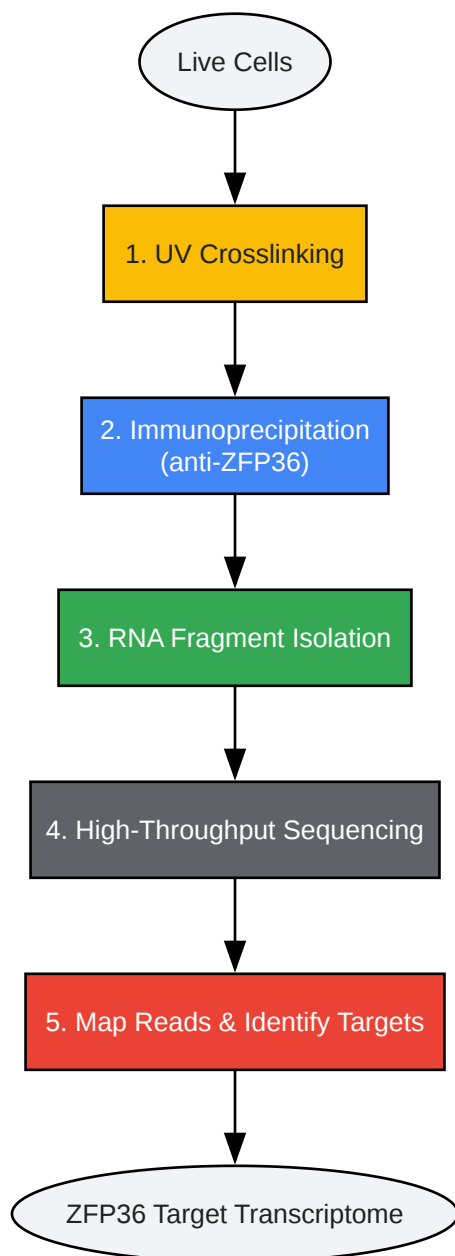 Live Cells
1. UV Crosslinking
2. Immunoprecipitation
(anti-ZFP36)
3. RNA Fragment Isolation
4. High-Throughput Sequencing
5. Map Reads & Identify Targets
ZFP36 Target Transcriptome